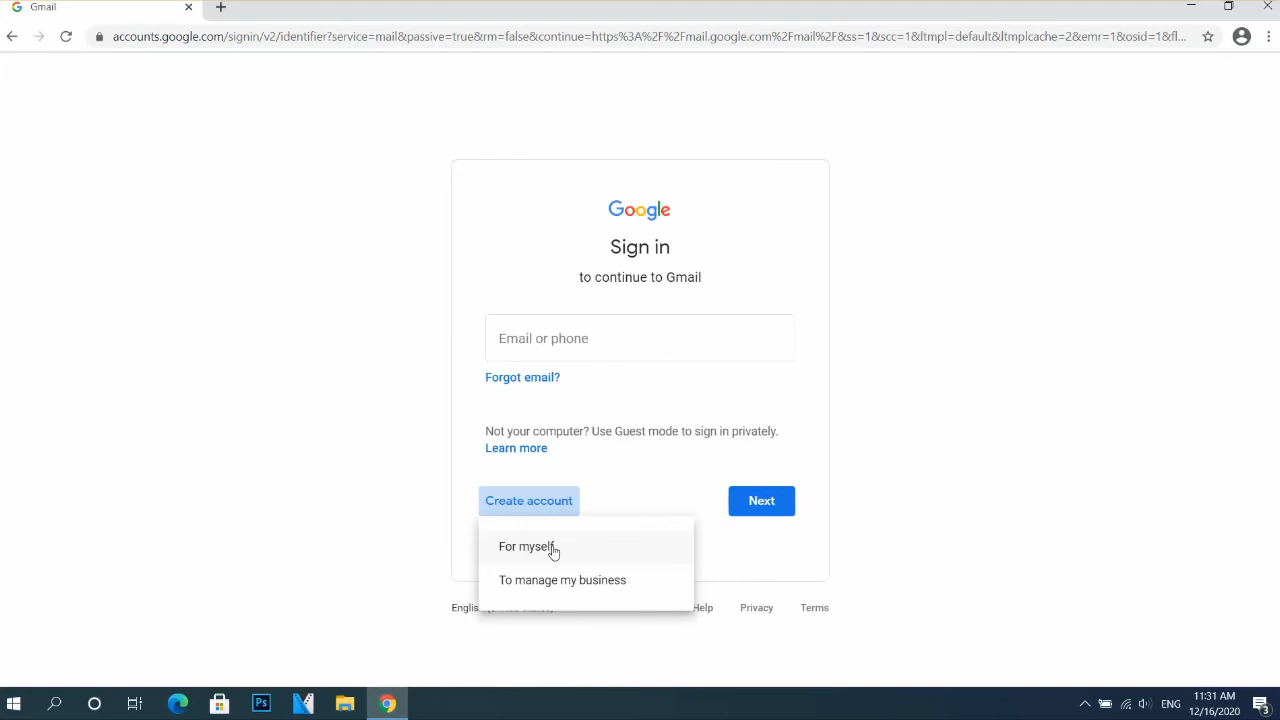 Gmail
accounts.google.com/signin/v2/identifier?service=mail&passive=true&rm=false&continue=https%3A%2F%2Fmail.google.com%2Fmail%2F&ss=1&scc=1&ltmpl=default&ltmplcache=2&emr=1&osid=1&fl...
Google
Sign in
to continue to Gmail
Email or phone
Forgot email?
Not your computer? Use Guest mode to sign in privately.
Learn more
Create account
Next
For myself
To manage my business
Help
Privacy
Terms
Ps
ENG
11:31 AM
12/16/2020
3